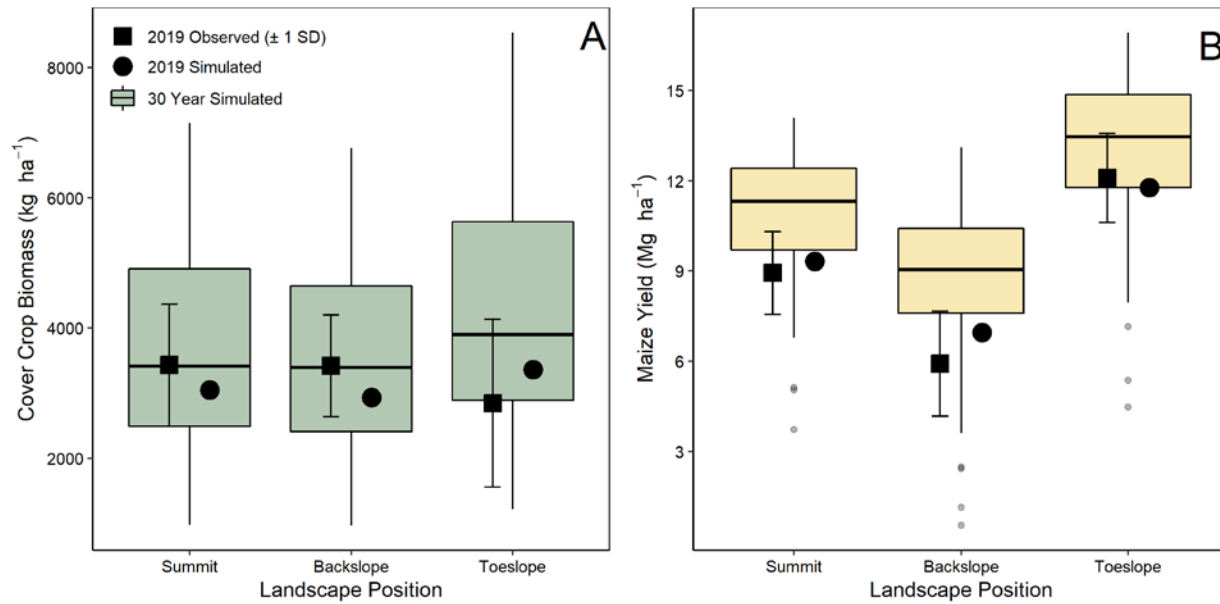 A
2019 Observed (± 1 SD)
2019 Simulated
30 Year Simulated
8000
6000
4000
2000
Cover Crop Biomass (kg ha⁻¹)
Summit Backslope Toeslope
Landscape Position
B
15
12
9
6
3
Maize Yield (Mg ha⁻¹)
Summit Backslope Toeslope
Landscape Position